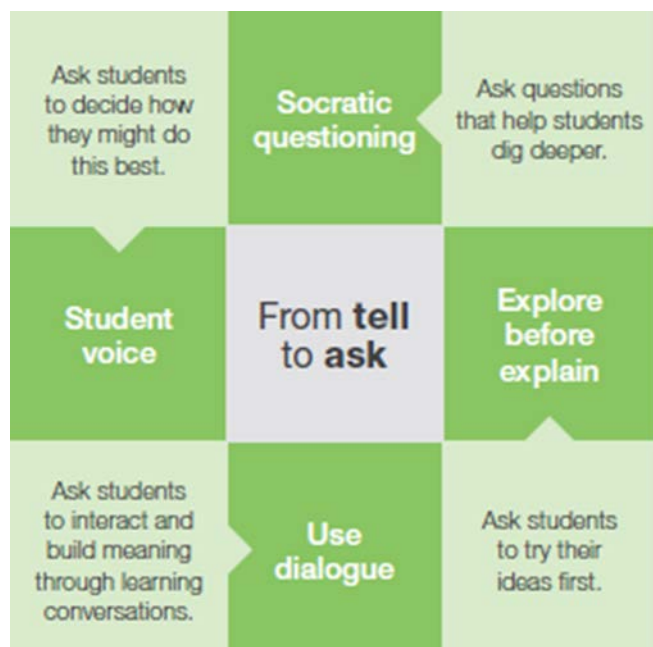 Ask students
to decide how
they might do
this best.
Socratic
questioning
Ask questions
that help students
dig deeper.
Student
voice
From tell
to ask
Explore
before
explain
Ask students
to interact and
build meaning
through learning
conversations.
Use
dialogue
Ask students
to try their
ideas first.